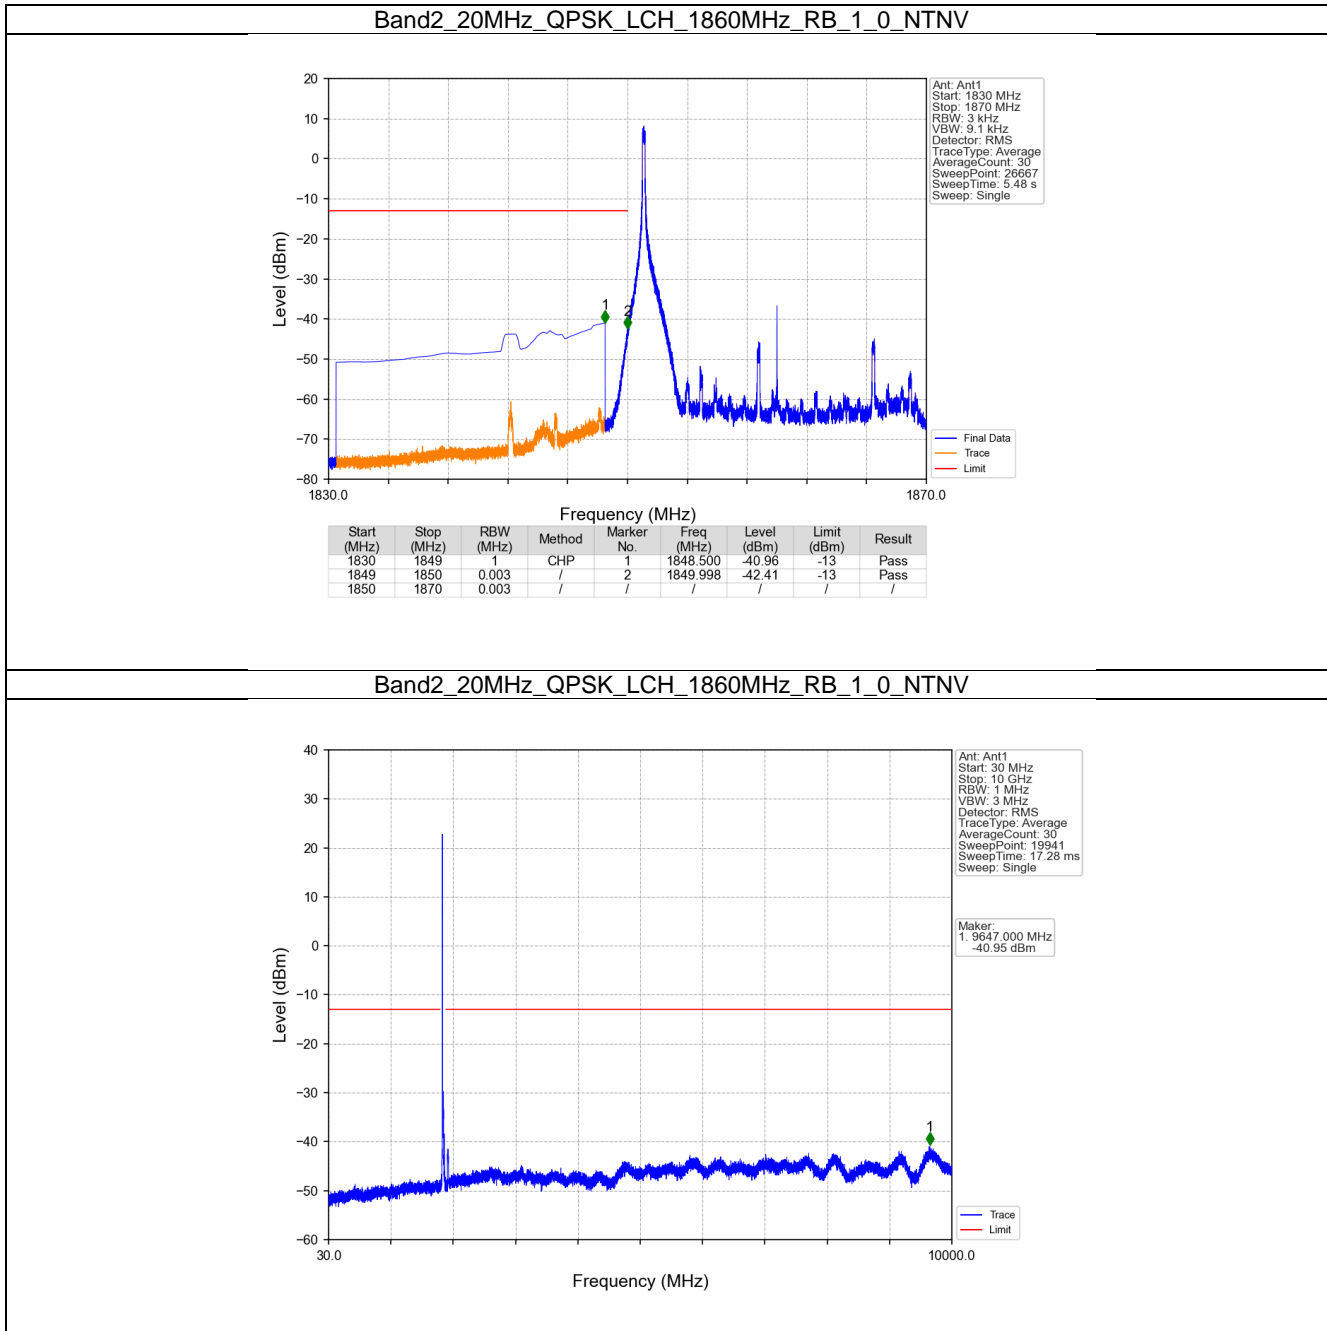 Band2_20MHz_QPSK_LCH_1860MHz_RB_1_0_NTNV
20
10
0
−10
−20
−30
−40
−50
−60
−70
−80
Level (dBm)
1
2
1830.0
1870.0
Frequency (MHz)
Ant: Ant1
Start: 1830 MHz
Stop: 1870 MHz
RBW: 3 kHz
VBW: 9.1 kHz
Detector: RMS
TraceType: Average
AverageCount: 30
SweepPoint: 26667
SweepTime: 5.48 s
Sweep: Single
Final Data
Trace
Limit
Start (MHz) Stop (MHz) RBW (MHz) Method Marker No. Freq (MHz) Level (dBm) Limit (dBm) Result
1830 1849 1 CHP 1 1848.500 -40.96 -13 Pass
1849 1850 0.003 / 2 1849.998 -42.41 -13 Pass
1850 1870 0.003 / / / / / /
Band2_20MHz_QPSK_LCH_1860MHz_RB_1_0_NTNV
40
30
20
10
0
−10
−20
−30
−40
−50
−60
Level (dBm)
1
30.0
10000.0
Frequency (MHz)
Ant: Ant1
Start: 30 MHz
Stop: 10 GHz
RBW: 1 MHz
VBW: 3 MHz
Detector: RMS
TraceType: Average
AverageCount: 30
SweepPoint: 19941
SweepTime: 17.28 ms
Sweep: Single
Maker:
1. 9647.000 MHz
-40.95 dBm
Trace
Limit